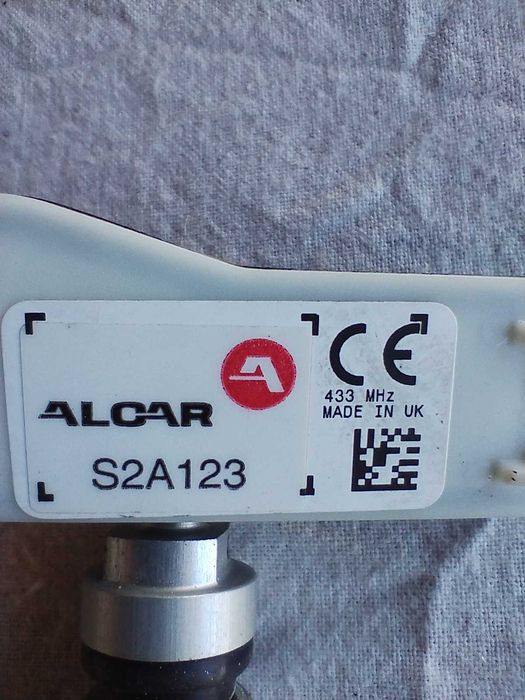 ALCAR
S2A123
CE
433 MHz
MADE IN UK